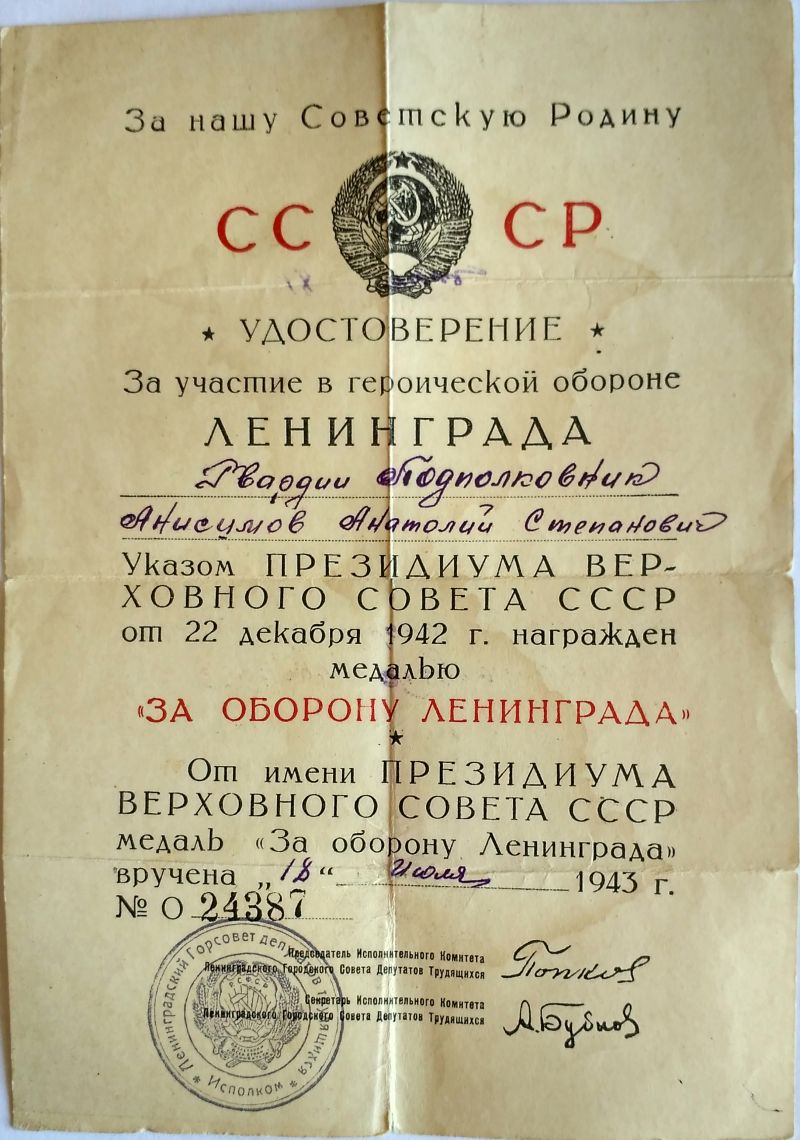 За нашу Советскую Родину
СССР
УДОСТОВЕРЕНИЕ
За участие в героической обороне
ЛЕНИНГРАДА
Гвардии Подполковник
Анисимов Анатолий Степанович
Указом ПРЕЗИДИУМА ВЕР-
ХОВНОГО СОВЕТА СССР
от 22 декабря 1942 г. награжден
медалью
«ЗА ОБОРОНУ ЛЕНИНГРАДА»
От имени ПРЕЗИДИУМА
ВЕРХОВНОГО СОВЕТА СССР
медаль «За оборону Ленинграда»
вручена „18“ Июля 1943 г.
№ О 24387
Председатель Исполнительного Комитета
Ленинградского Городского Совета Депутатов Трудящихся
Попков
Секретарь Исполнительного Комитета
Ленинградского Городского Совета Депутатов Трудящихся
А.Бубнов
Ленинградский Горсовет депутатов трудящихся
Исполком